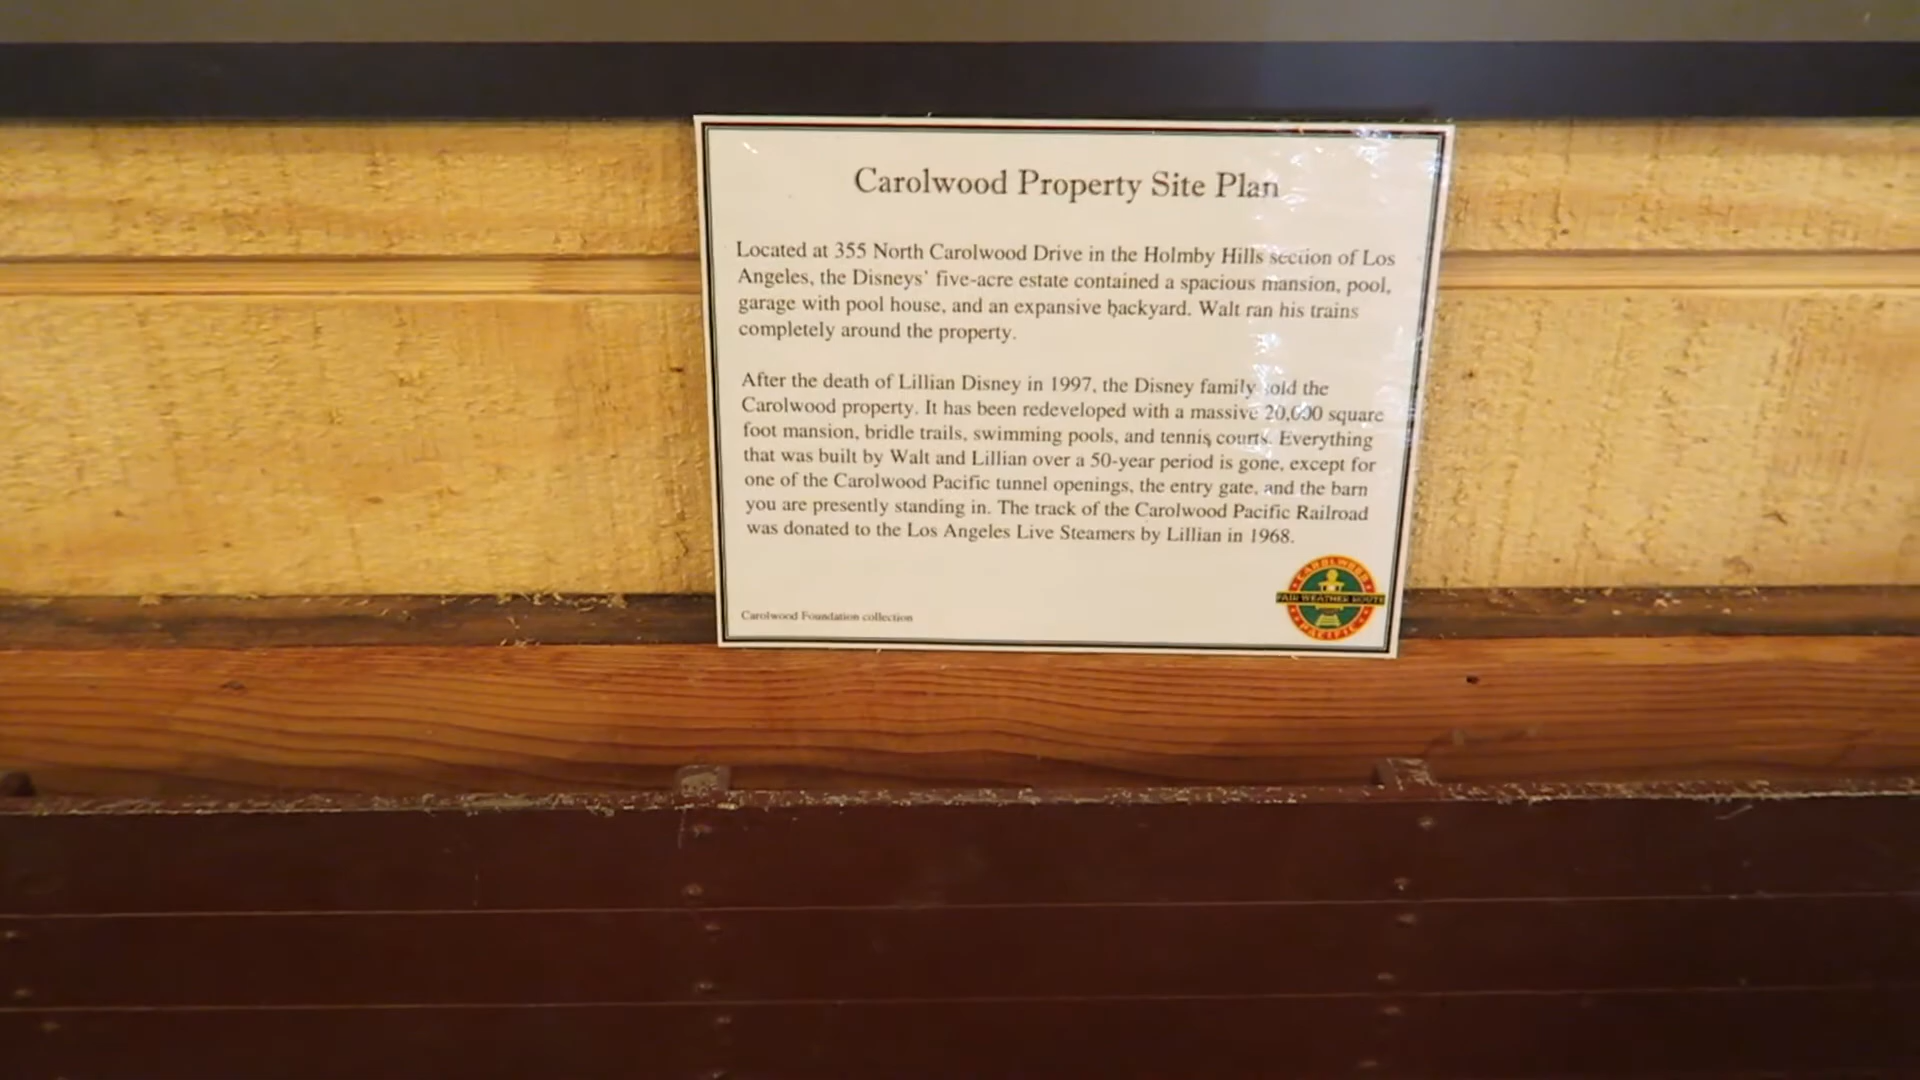 Carolwood Property Site Plan
Located at 355 North Carolwood Drive in the Holmby Hills section of Los
Angeles, the Disneys' five-acre estate contained a spacious mansion, pool,
garage with pool house, and an expansive backyard. Walt ran his trains
completely around the property.
After the death of Lillian Disney in 1997, the Disney family sold the
Carolwood property. It has been redeveloped with a massive 20,000 square
foot mansion, bridle trails, swimming pools, and tennis courts. Everything
that was built by Walt and Lillian over a 50-year period is gone, except for
one of the Carolwood Pacific tunnel openings, the entry gate, and the barn
you are presently standing in. The track of the Carolwood Pacific Railroad
was donated to the Los Angeles Live Steamers by Lillian in 1968.
CAROLWOOD
FAIR WEATHER ROUTE
PACIFIC
Carolwood Foundation collection